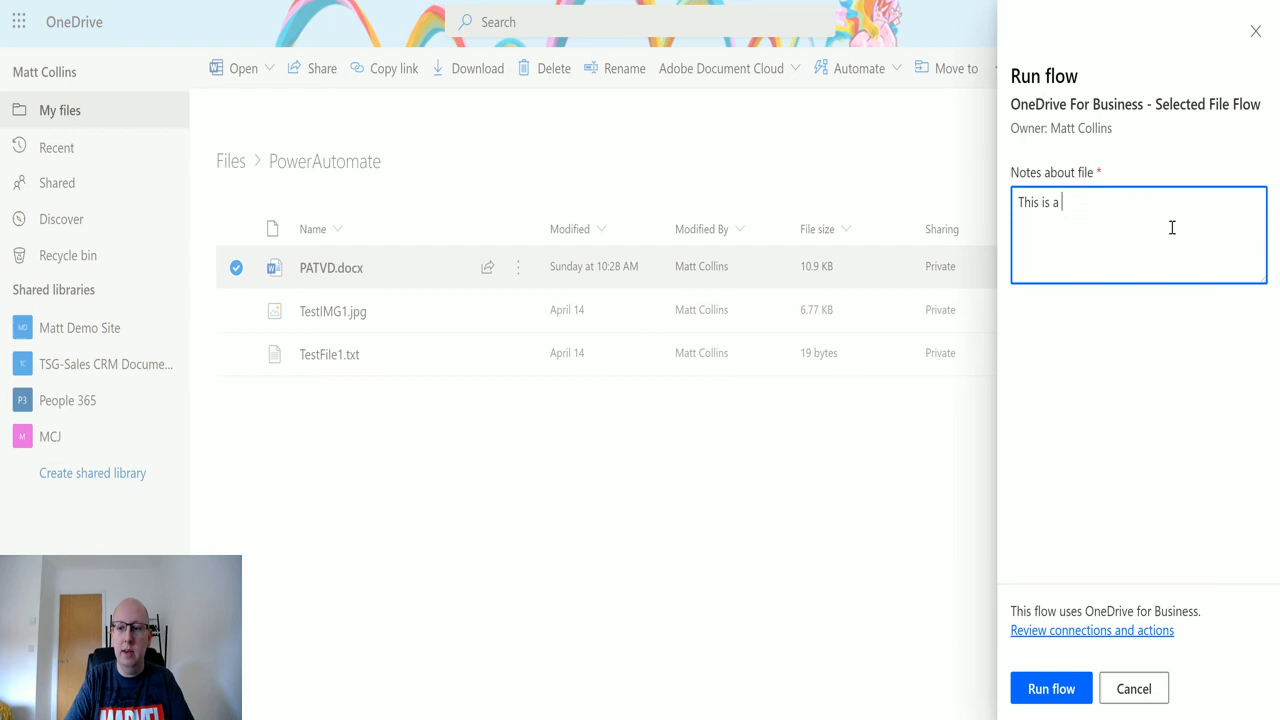 OneDrive
Search
Matt Collins
Open
Share
Copy link
Download
Delete
Rename
Adobe Document Cloud
Automate
Move to
My files
Recent
Shared
Discover
Recycle bin
Shared libraries
MD Matt Demo Site
TC TSG-Sales CRM Docume...
P3 People 365
M MCJ
Create shared library
Files > PowerAutomate
Name Modified Modified By File size Sharing
PATVD.docx Sunday at 10:28 AM Matt Collins 10.9 KB Private
TestIMG1.jpg April 14 Matt Collins 6.77 KB Private
TestFile1.txt April 14 Matt Collins 19 bytes Private
Run flow
OneDrive For Business - Selected File Flow
Owner: Matt Collins
Notes about file *
This is a
This flow uses OneDrive for Business.
Review connections and actions
Run flow
Cancel
MARVEL